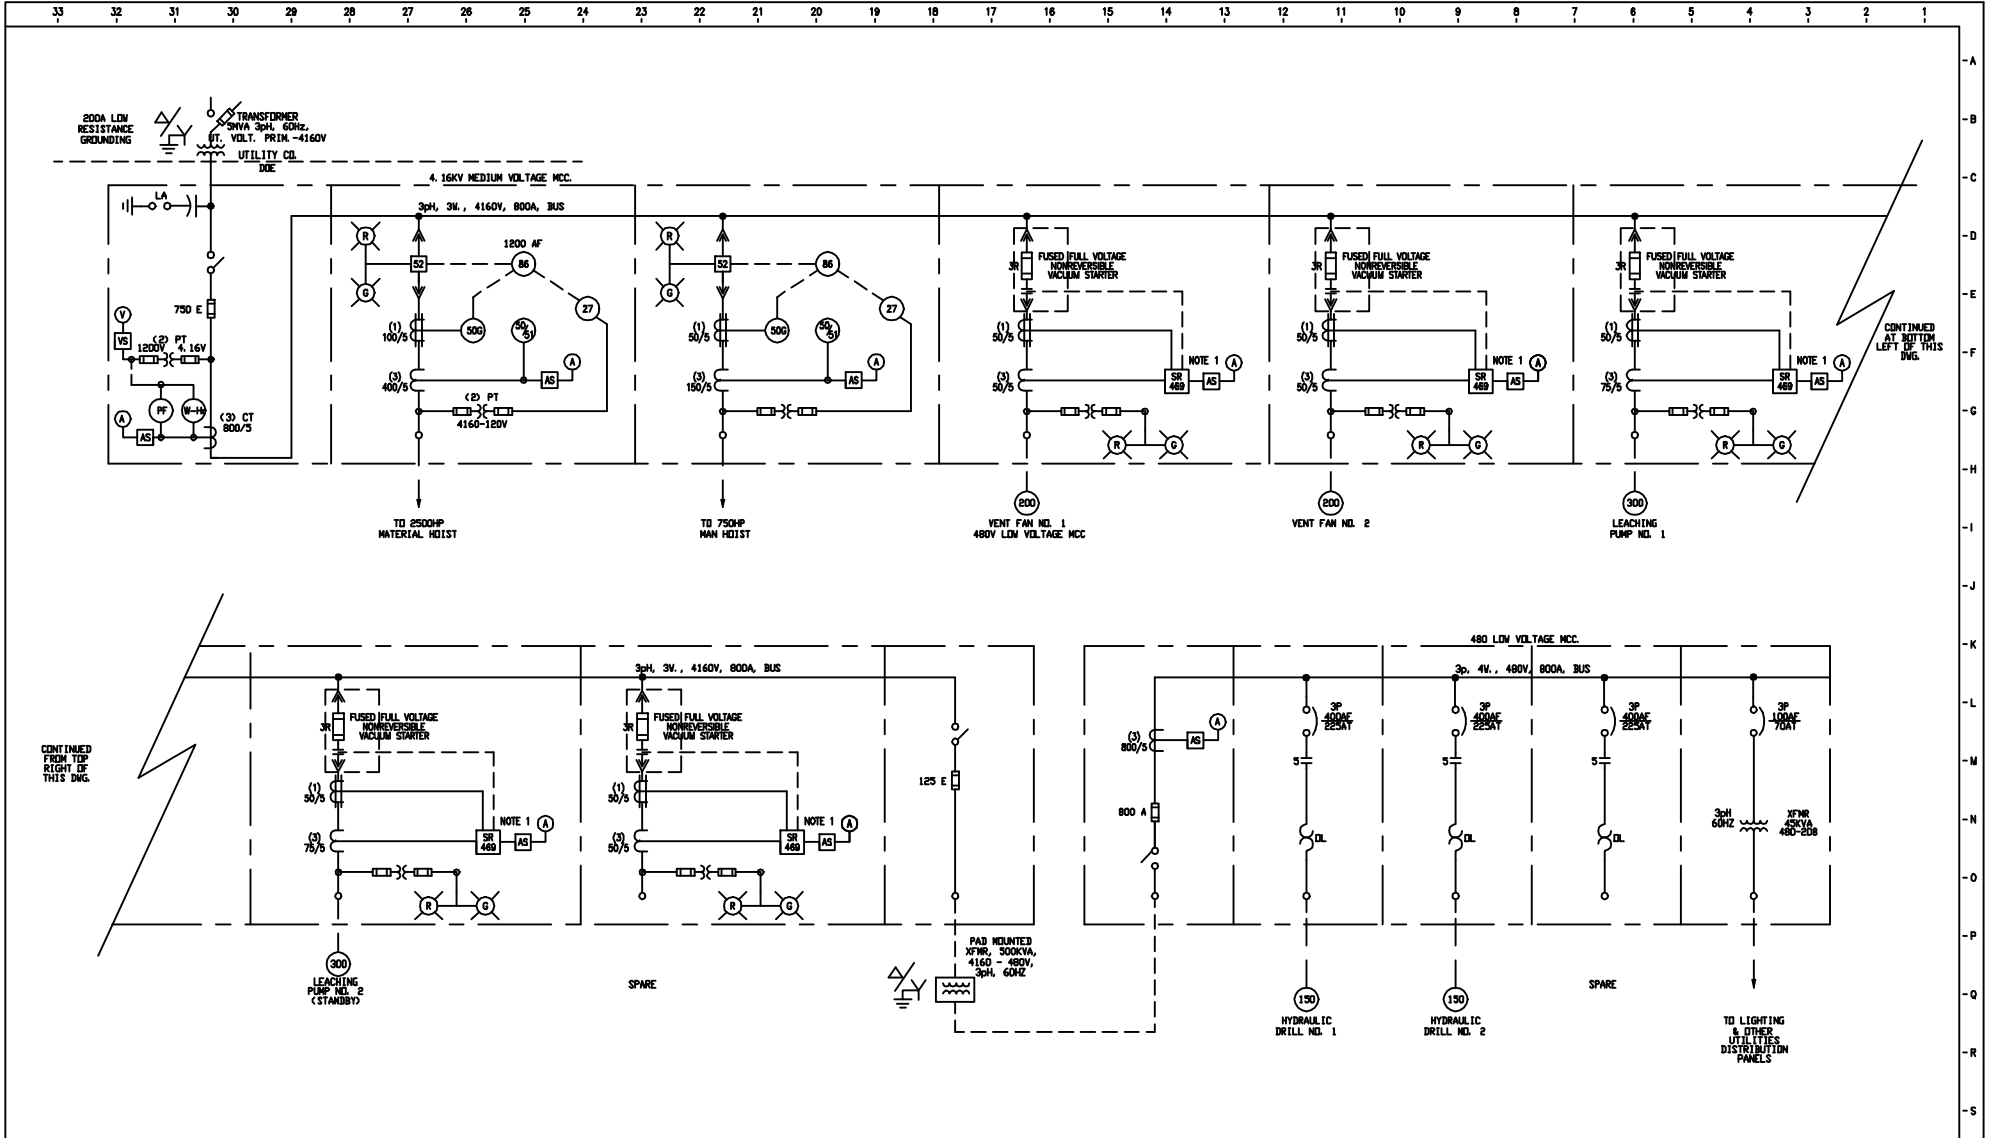 33 32 31 30 29 28 27 26 25 24 23 22 21 20 19 18 17 16 15 14 13 12 11 10 9 8 7 6 5 4 3 2 1
-A
-B
-C
-D
-E
-F
-G
-H
-I
-J
-K
-L
-M
-N
-O
-P
-Q
-R
-S
200A LOW
RESISTANCE
GROUNDING
TRANSFORMER
5MVA 3pH, 60Hz,
UT. VOLT. PRIM.-4160V
UTILITY CO.
DOE
4.16KV MEDIUM VOLTAGE MCC.
LA
750 E
V
VS
(2) PT
1200V 4.16V
PF
W-Hr
A
AS
(3) CT
800/5
3pH, 3W., 4160V, 800A, BUS
R
52
G
1200 AF
86
27
50G
50/51
(1)
100/5
(3)
400/5
AS
A
(2) PT
4160-120V
TO 2500HP
MATERIAL HOIST
R
52
G
86
27
50G
50/51
(1)
50/5
(3)
150/5
AS
A
TO 750HP
MAN HOIST
3R
FUSED FULL VOLTAGE
NONREVERSIBLE
VACUUM STARTER
(1)
50/5
(3)
50/5
NOTE 1
SR
469
AS
A
R
G
200
VENT FAN NO. 1
480V LOW VOLTAGE MCC
3R
FUSED FULL VOLTAGE
NONREVERSIBLE
VACUUM STARTER
(1)
50/5
(3)
50/5
NOTE 1
SR
469
AS
A
R
G
200
VENT FAN NO. 2
3R
FUSED FULL VOLTAGE
NONREVERSIBLE
VACUUM STARTER
(1)
50/5
(3)
75/5
NOTE 1
SR
469
AS
A
R
G
300
LEACHING
PUMP NO. 1
CONTINUED
AT BOTTOM
LEFT OF THIS
DWG.
CONTINUED
FROM TOP
RIGHT OF
THIS DWG.
3pH, 3W., 4160V, 800A, BUS
3R
FUSED FULL VOLTAGE
NONREVERSIBLE
VACUUM STARTER
(1)
50/5
(3)
75/5
NOTE 1
SR
469
AS
A
R
G
300
LEACHING
PUMP NO. 2
(STANDBY)
3R
FUSED FULL VOLTAGE
NONREVERSIBLE
VACUUM STARTER
(1)
50/5
(3)
50/5
NOTE 1
SR
469
AS
A
R
G
SPARE
125 E
PAD MOUNTED
XFMR, 500KVA,
4160 - 480V,
3pH, 60HZ
480 LOW VOLTAGE MCC.
3p, 4W., 480V, 800A, BUS
(3)
800/5
AS
A
800 A
3P
400AF
225AT
5
OL
150
HYDRAULIC
DRILL NO. 1
3P
400AF
225AT
5
OL
150
HYDRAULIC
DRILL NO. 2
3P
400AF
225AT
5
OL
SPARE
3P
100AF
70AT
3pH
60HZ
XFMR
45KVA
480-208
TO LIGHTING
& OTHER
UTILITIES
DISTRIBUTION
PANELS